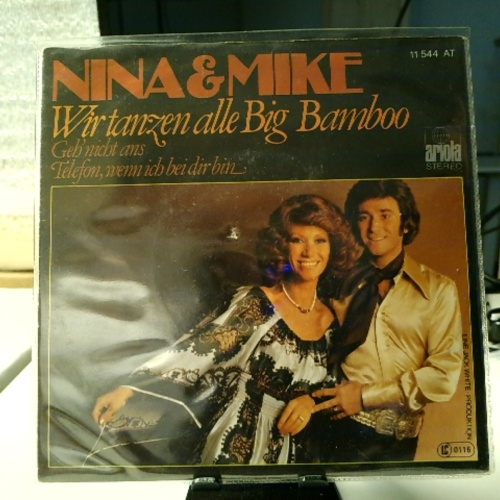 NINA & MIKE
11 544 AT
Wir tanzen alle Big Bamboo
Geh' nicht ans
Telefon, wenn ich bei dir bin
ariola
STEREO
EINE JACK WHITE PRODUKTION
LC 0116